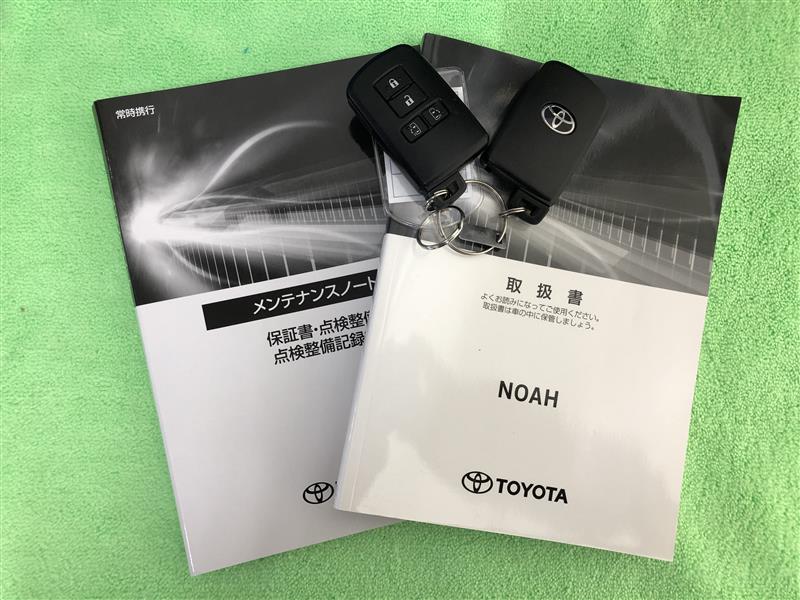 常時携行
メンテナンスノート
保証書・点検整備
点検整備記録
取扱書
よくお読みになってご使用ください。
取扱書は車の中に保管しましょう。
NOAH
TOYOTA